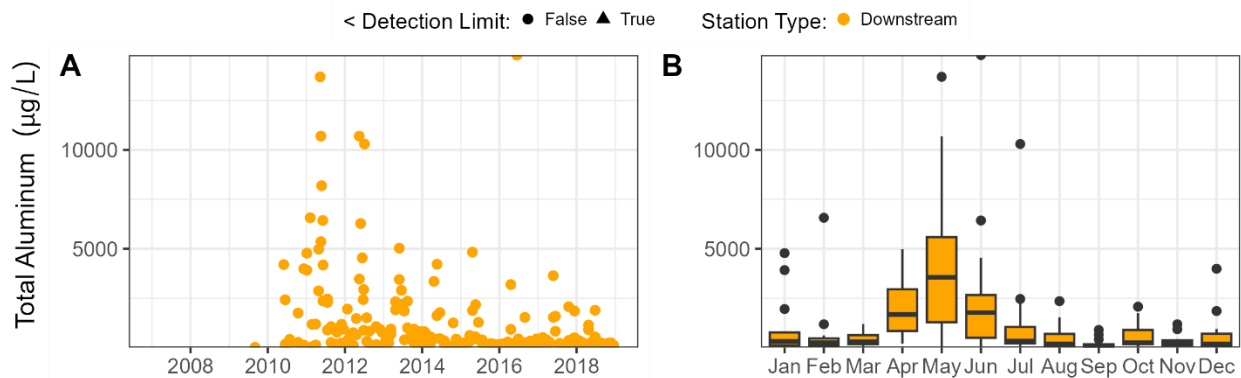 < Detection Limit: False True Station Type: Downstream
A
B
Total Aluminum (µg/L)
10000
5000
2008 2010 2012 2014 2016 2018
10000
5000
Jan Feb Mar Apr May Jun Jul Aug Sep Oct Nov Dec